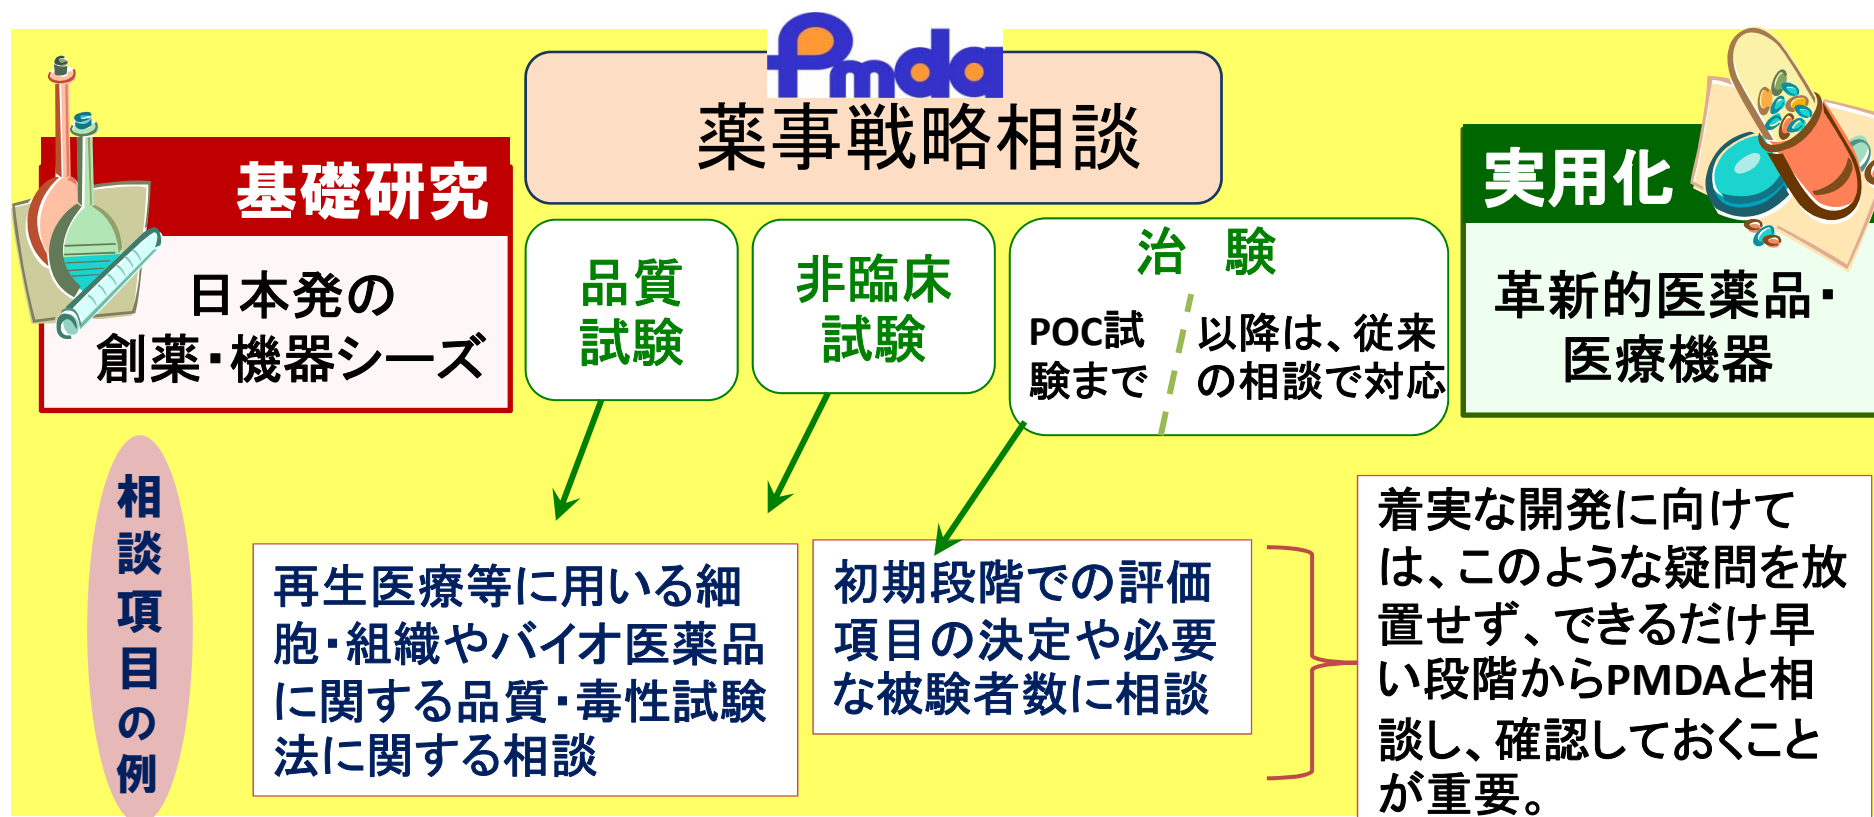 Pmda
薬事戦略相談
基礎研究
日本発の
創薬・機器シーズ
品質
試験
非臨床
試験
治 験
POC試
験まで
以降は、従来
の相談で対応
実用化
革新的医薬品・
医療機器
相談項目の例
再生医療等に用いる細
胞・組織やバイオ医薬品
に関する品質・毒性試験
法に関する相談
初期段階での評価
項目の決定や必要
な被験者数に相談
着実な開発に向けて
は、このような疑問を放
置せず、できるだけ早
い段階からPMDAと相
談し、確認しておくこと
が重要。